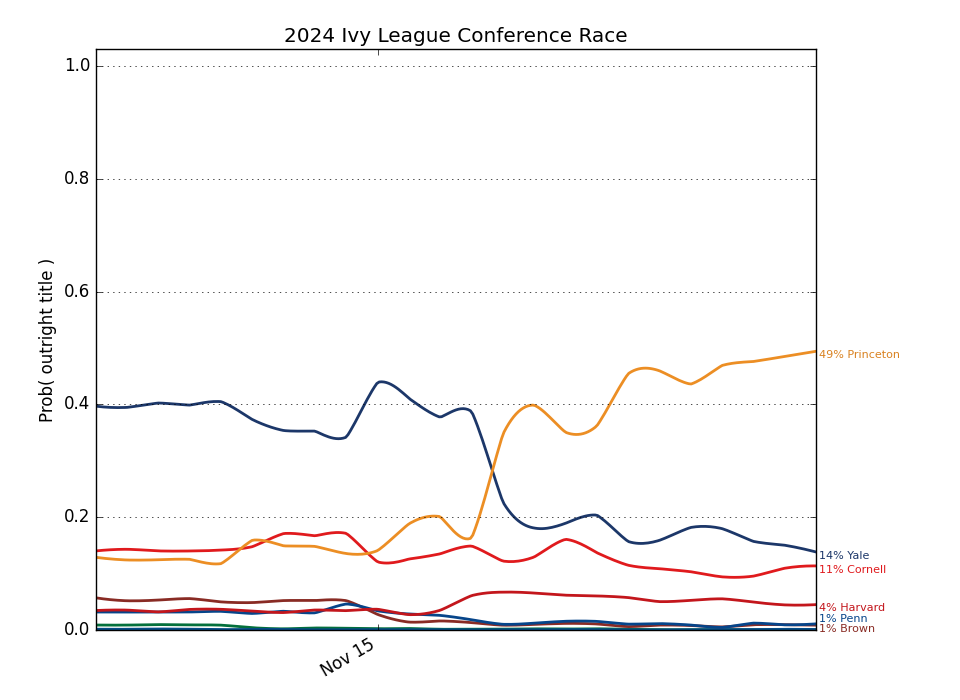 2024 Ivy League Conference Race
1.0
0.8
0.6
0.4
0.2
0.0
Prob( outright title )
Nov 15
49% Princeton
14% Yale
11% Cornell
4% Harvard
1% Penn
1% Brown